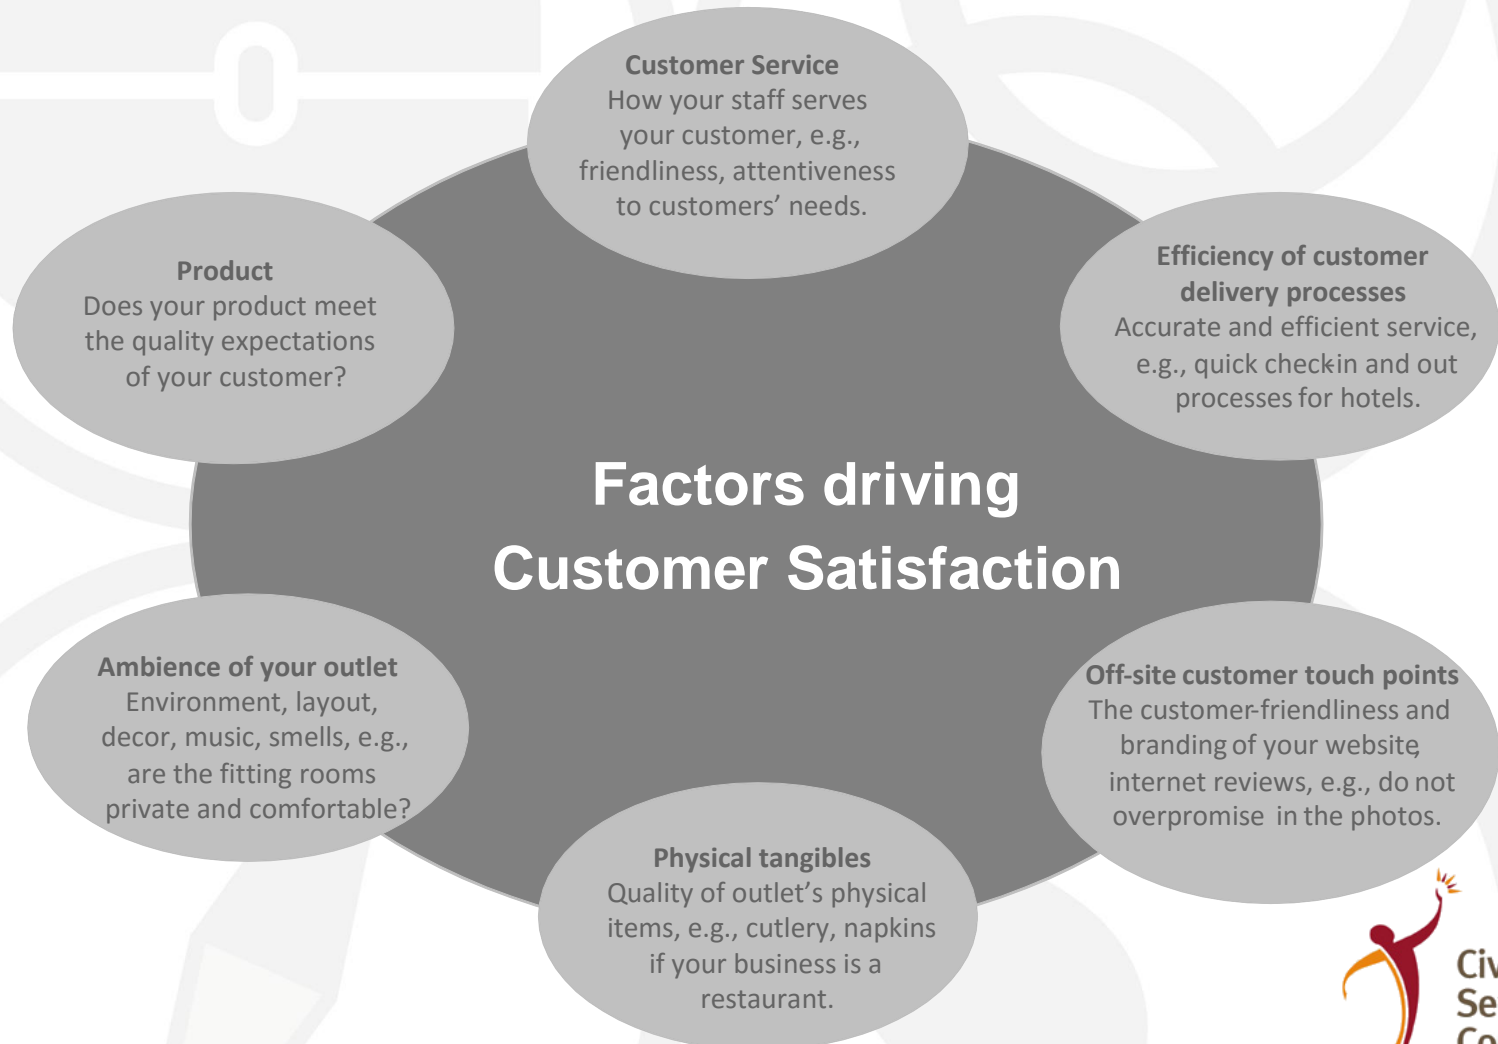 Customer Service
How your staff serves
your customer, e.g.,
friendliness, attentiveness
to customers’ needs.
Product
Does your product meet
the quality expectations
of your customer?
Efficiency of customer
delivery processes
Accurate and efficient service,
e.g., quick check-in and out
processes for hotels.
Factors driving
Customer Satisfaction
Ambience of your outlet
Environment, layout,
decor, music, smells, e.g.,
are the fitting rooms
private and comfortable?
Off-site customer touch points
The customer-friendliness and
branding of your website,
internet reviews, e.g., do not
overpromise in the photos.
Physical tangibles
Quality of outlet’s physical
items, e.g., cutlery, napkins
if your business is a
restaurant.